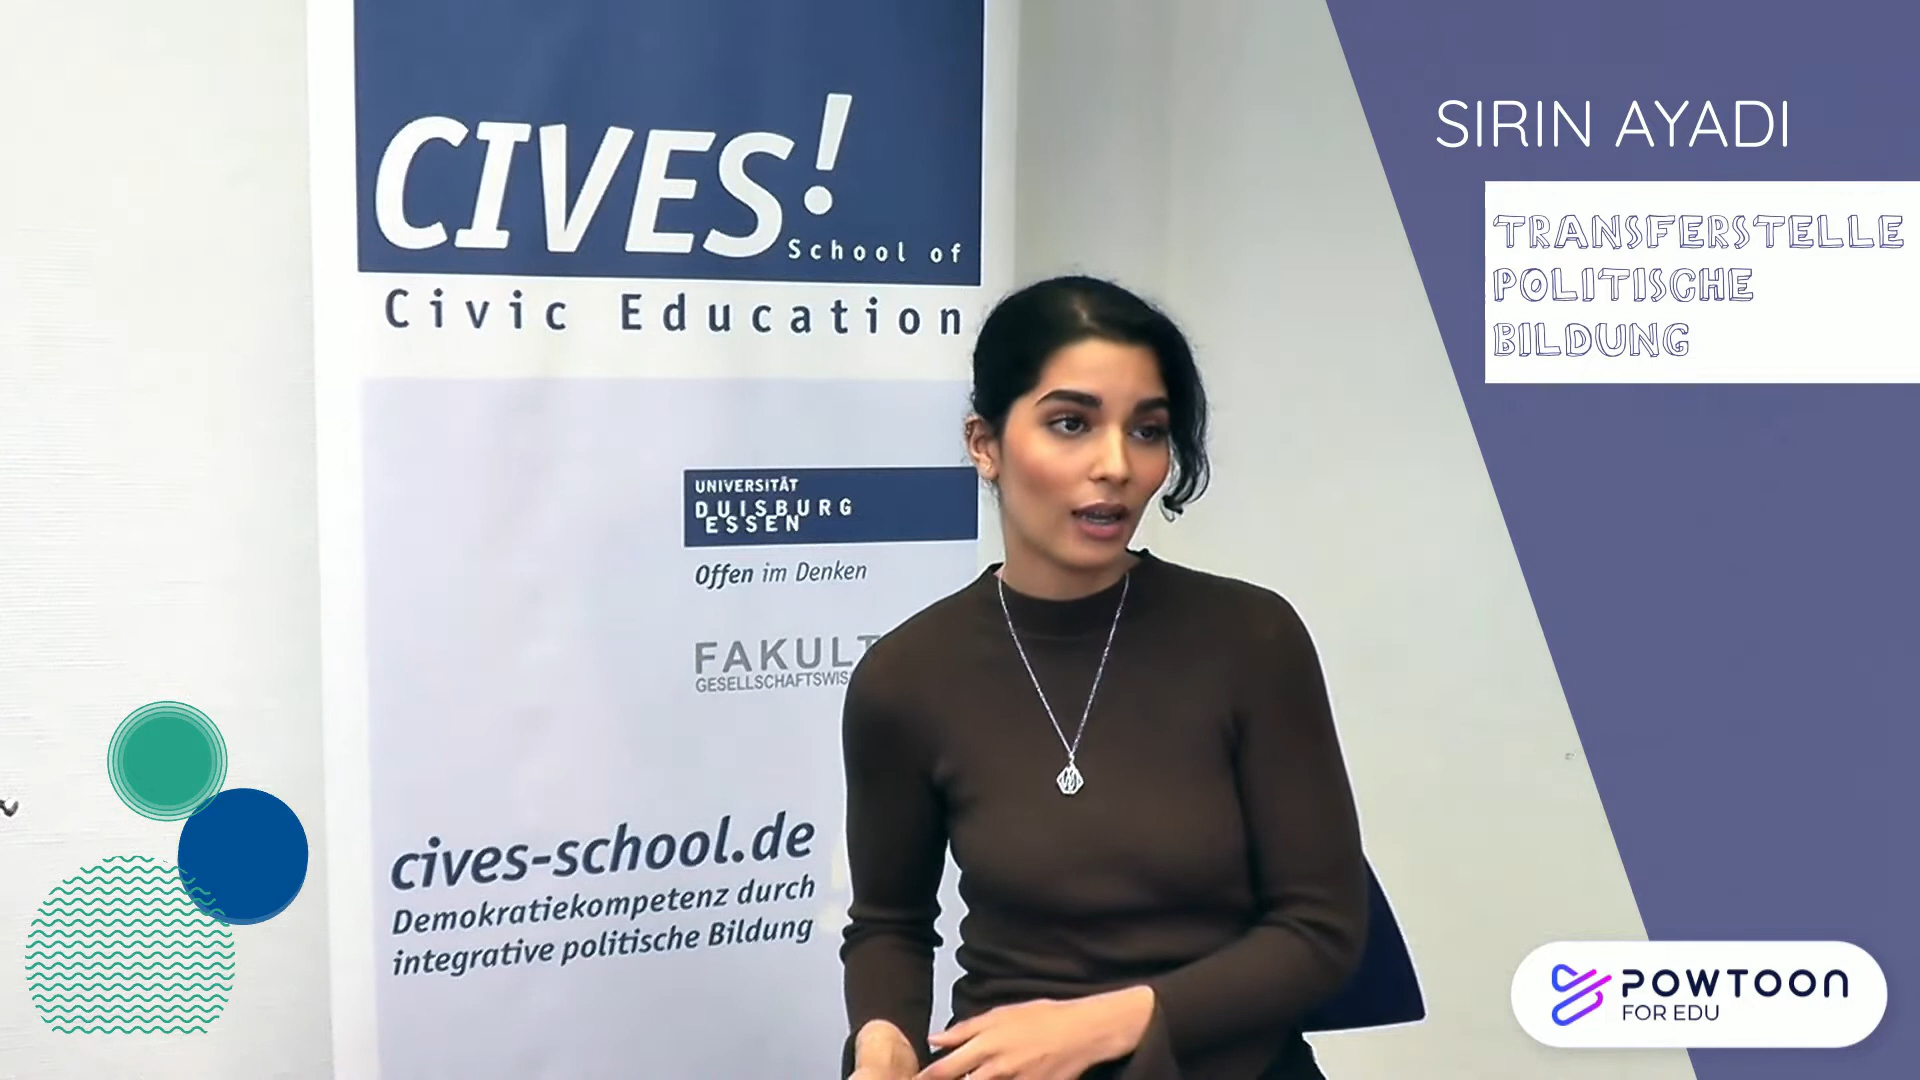 CIVES!
School of
Civic Education
UNIVERSITÄT
DUISBURG
ESSEN
Offen im Denken
FAKULT
GESELLSCHAFTSWIS
cives-school.de
Demokratiekompetenz durch
integrative politische Bildung
SIRIN AYADI
TRANSFERSTELLE
POLITISCHE
BILDUNG
POWTOON
FOR EDU